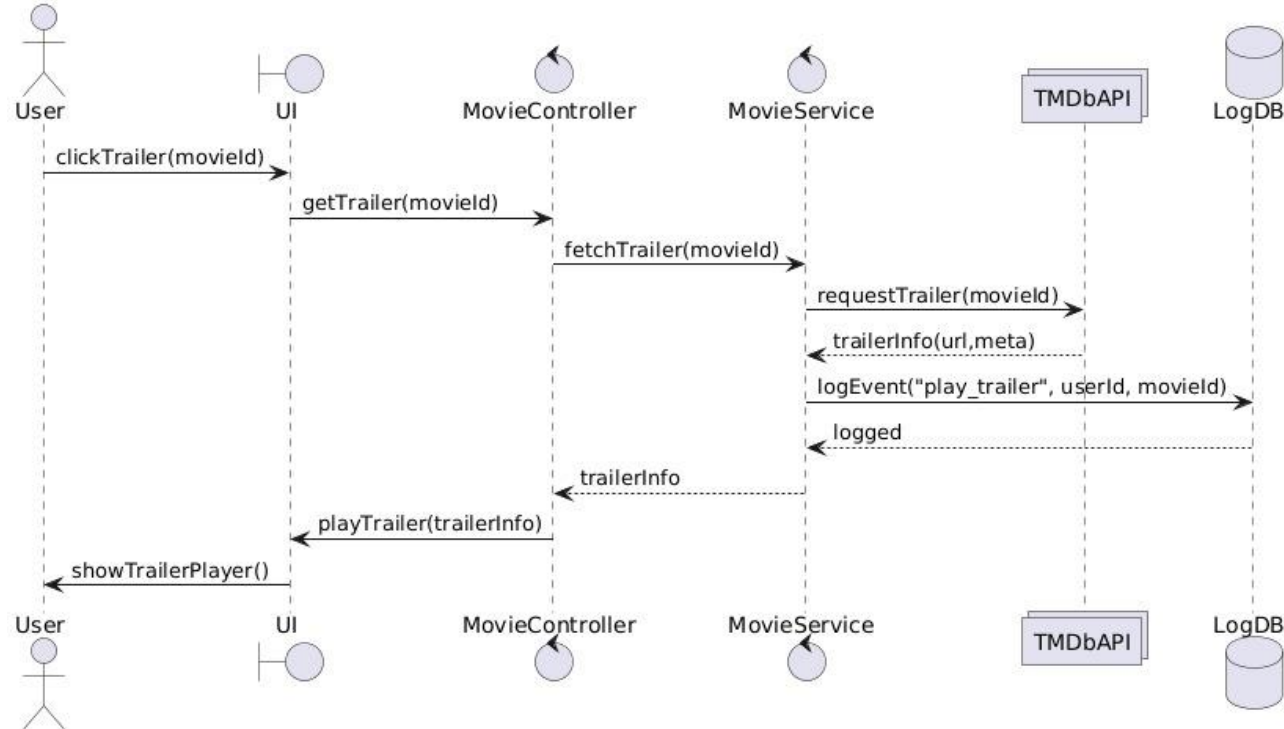 User
UI
MovieController
MovieService
TMDbAPI
LogDB
clickTrailer(movieId)
getTrailer(movieId)
fetchTrailer(movieId)
requestTrailer(movieId)
trailerInfo(url,meta)
logEvent("play_trailer", userId, movieId)
logged
trailerInfo
playTrailer(trailerInfo)
showTrailerPlayer()
User
UI
MovieController
MovieService
TMDbAPI
LogDB